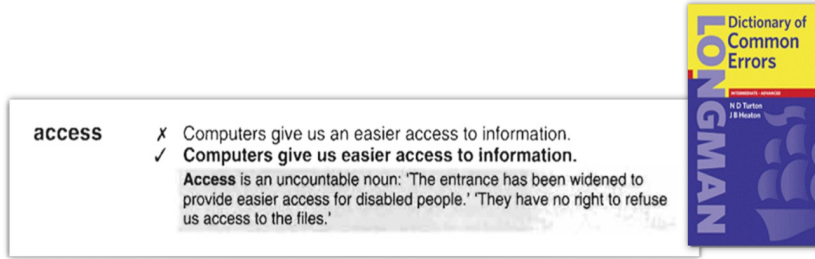 access ✗ Computers give us an easier access to information.
✓ Computers give us easier access to information.
Access is an uncountable noun: 'The entrance has been widened to
provide easier access for disabled people.' 'They have no right to refuse
us access to the files.'
LONGMAN
Dictionary of
Common
Errors
INTERMEDIATE - ADVANCED
N D Turton
J B Heaton